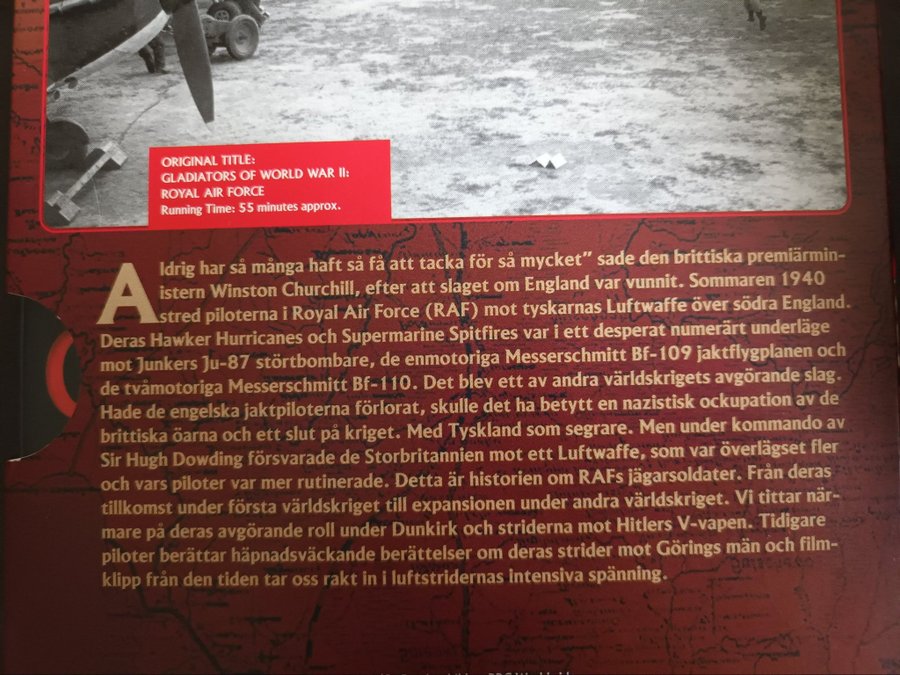 ORIGINAL TITLE:
GLADIATORS OF WORLD WAR II:
ROYAL AIR FORCE
Running Time: 55 minutes approx.
Aldrig har så många haft så få att tacka för så mycket” sade den brittiska premiärmin-
istern Winston Churchill, efter att slaget om England var vunnit. Sommaren 1940
stred piloterna i Royal Air Force (RAF) mot tyskarnas Luftwaffe över södra England.
Deras Hawker Hurricanes och Supermarine Spitfires var i ett desperat numerärt underläge
mot Junkers Ju-87 störtbombare, de enmotoriga Messerschmitt Bf-109 jaktflygplanen och
de tvåmotoriga Messerschmitt Bf-110. Det blev ett av andra världskrigets avgörande slag.
Hade de engelska jaktpiloterna förlorat, skulle det ha betytt en nazistisk ockupation av de
brittiska öarna och ett slut på kriget. Med Tyskland som segrare. Men under kommando av
Sir Hugh Dowding försvarade de Storbritannien mot ett Luftwaffe, som var överlägset fler
och vars piloter var mer rutinerade. Detta är historien om RAFs jägarsoldater. Från deras
tillkomst under första världskriget till expansionen under andra världskriget. Vi tittar när-
mare på deras avgörande roll under Dunkirk och striderna mot Hitlers V-vapen. Tidigare
piloter berättar häpnadsväckande berättelser om deras strider mot Görings män och film-
klipp från den tiden tar oss rakt in i luftstridernas intensiva spänning.